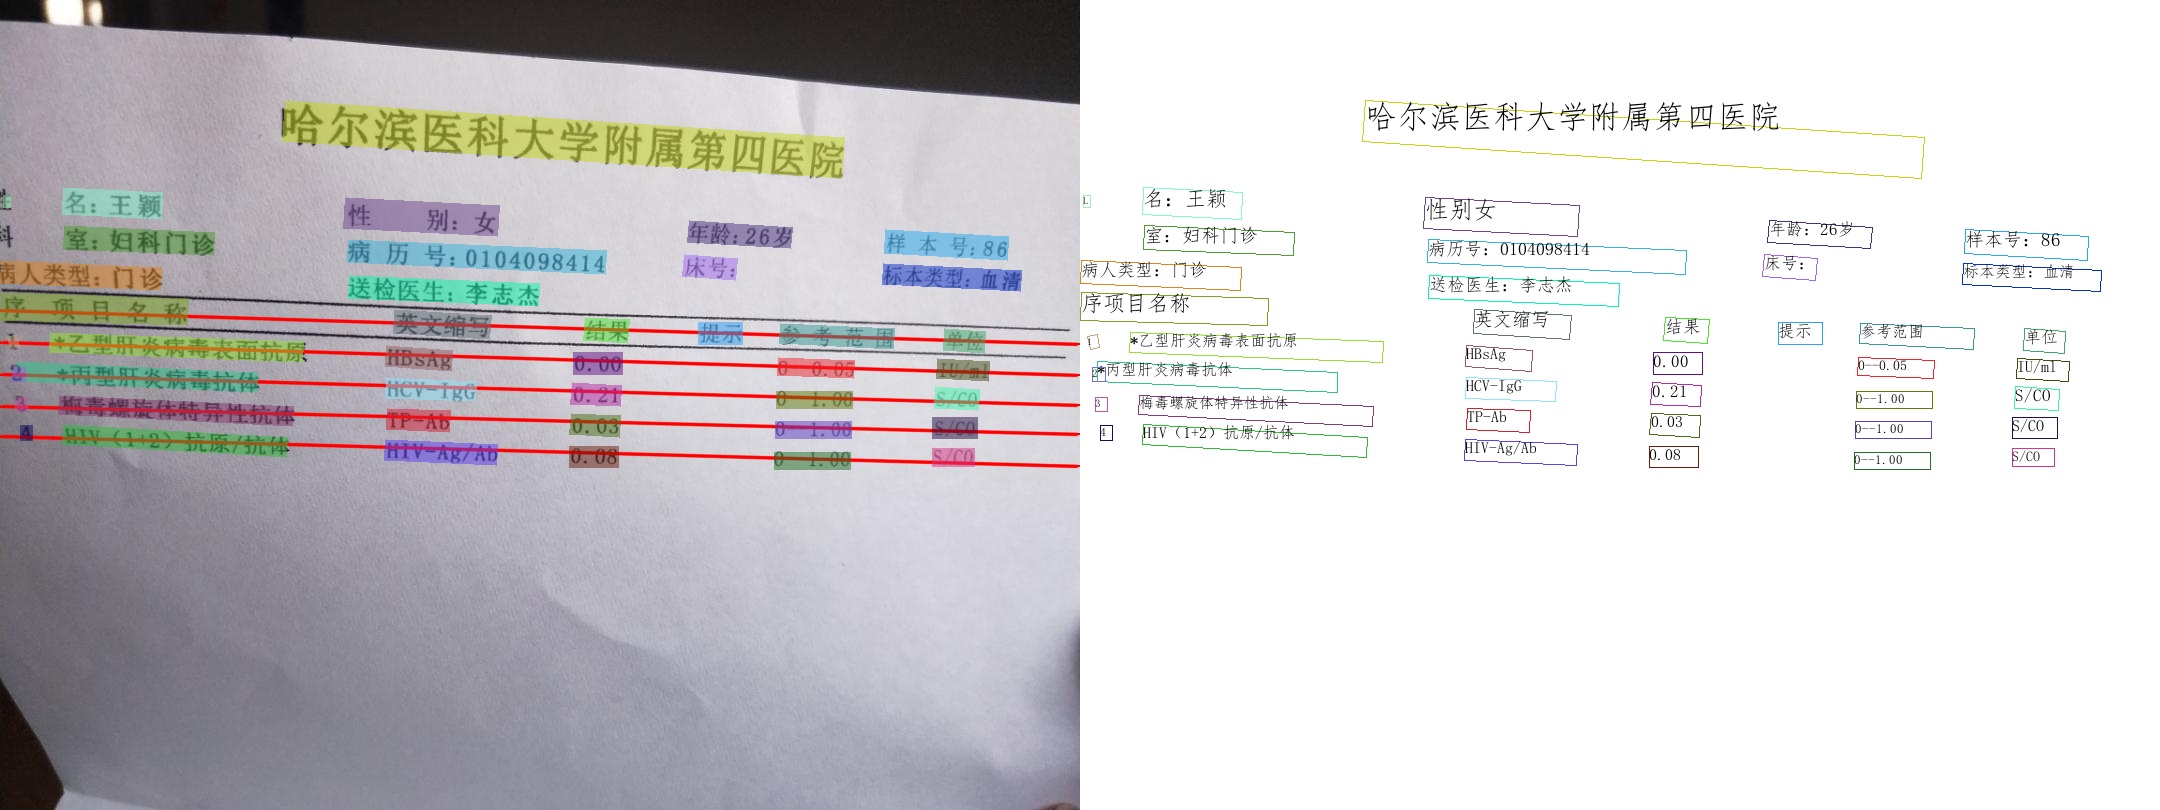 哈尔滨医科大学附属第四医院
名: 王颖 性 别: 女 年龄: 26岁 样 本 号: 86
科 室: 妇科门诊 病 历 号: 0104098414 床号: 标本类型: 血清
病人类型: 门诊 送检医生: 李志杰
序 项 目 名 称 英文缩写 结果 提示 参 考 范 围 单位
1 *乙型肝炎病毒表面抗原 HBsAg 0.00 0--0.05 IU/ml
2 *丙型肝炎病毒抗体 HCV-IgG 0.21 0--1.00 S/CO
3 梅毒螺旋体特异性抗体 TP-Ab 0.03 0--1.00 S/CO
4 HIV (1+2) 抗原/抗体 HIV-Ag/Ab 0.08 0--1.00 S/CO
哈尔滨医科大学附属第四医院
名: 王颖 性别女 年龄: 26岁 样本号: 86
室: 妇科门诊 病历号: 0104098414 床号: 标本类型: 血清
病人类型: 门诊 送检医生: 李志杰
序项目名称 英文缩写 结果 提示 参考范围 单位
1 *乙型肝炎病毒表面抗原 HBsAg 0.00 0--0.05 IU/ml
2 *丙型肝炎病毒抗体 HCV-IgG 0.21 0--1.00 S/CO
3 梅毒螺旋体特异性抗体 TP-Ab 0.03 0--1.00 S/CO
4 HIV (1+2) 抗原/抗体 HIV-Ag/Ab 0.08 0--1.00 S/CO